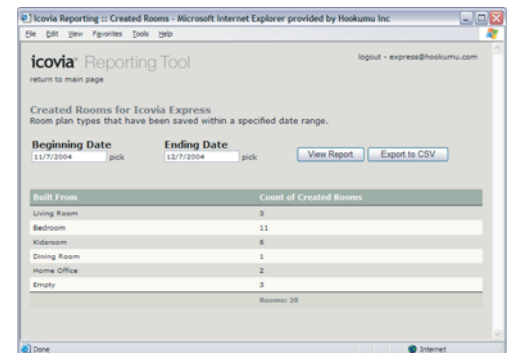 Icovia Reporting :: Created Rooms - Microsoft Internet Explorer provided by Hookumu Inc
File Edit View Favorites Tools Help
icovia Reporting Tool
logout - express@hookumu.com
return to main page
Created Rooms for Icovia Express
Room plan types that have been saved within a specified date range.
Beginning Date Ending Date
11/7/2004 pick 12/7/2004 pick View Report Export to CSV
Built From Count of Created Rooms
Living Room 3
Bedroom 11
Kidsroom 8
Dining Room 1
Home Office 2
Empty 3
Rooms: 28
Done Internet